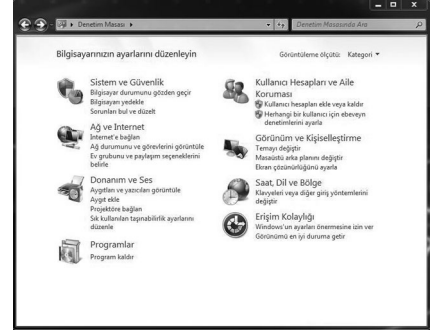 Denetim Masası
Denetim Masasında Ara
Bilgisayarınızın ayarlarını düzenleyin
Görüntüleme ölçütü: Kategori
Sistem ve Güvenlik
Bilgisayar durumunu gözden geçir
Bilgisayarı yedekle
Sorunları bul ve düzelt
Ağ ve Internet
Internet'e bağlan
Ağ durumunu ve görevlerini görüntüle
Ev grubunu ve paylaşım seçeneklerini
belirle
Donanım ve Ses
Aygıtları ve yazıcıları görüntüle
Aygıt ekle
Projektöre bağlan
Sık kullanılan taşınabilirlik ayarlarını
düzenle
Programlar
Program kaldır
Kullanıcı Hesapları ve Aile
Koruması
Kullanıcı hesapları ekle veya kaldır
Herhangi bir kullanıcı için ebeveyn
denetimlerini ayarla
Görünüm ve Kişiselleştirme
Temayı değiştir
Masaüstü arka planını değiştir
Ekran çözünürlüğünü ayarla
Saat, Dil ve Bölge
Klavyeleri veya diğer giriş yöntemlerini
değiştir
Erişim Kolaylığı
Windows'un ayarları önermesine izin ver
Görünümü en iyi duruma getir